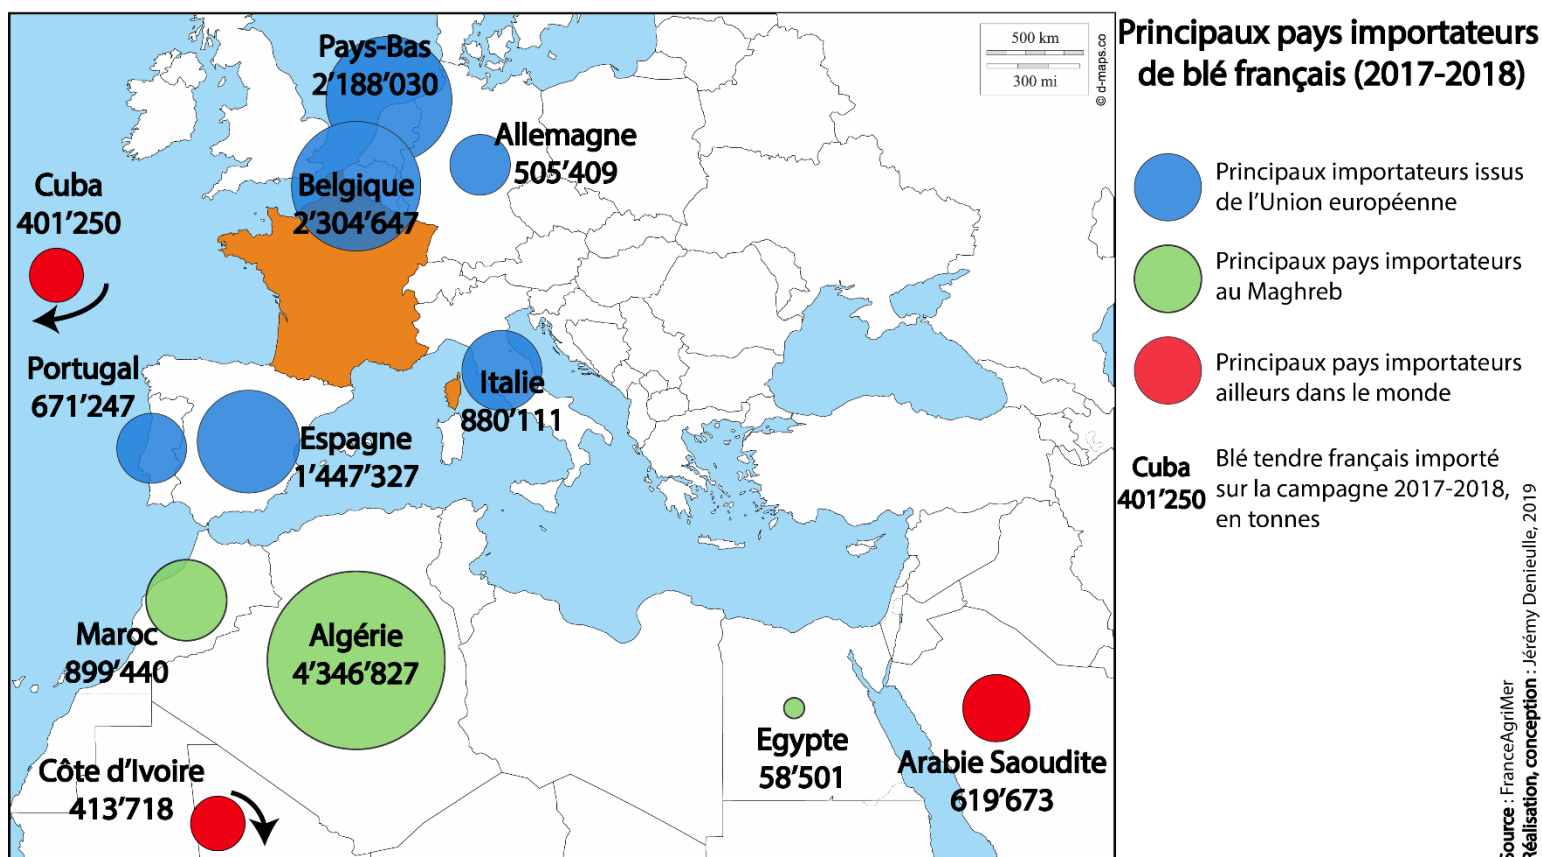 Principaux pays importateurs
de blé français (2017-2018)
500 km
300 mi
© d-maps.co
Pays-Bas
2'188'030
Allemagne
505'409
Belgique
2'304'647
Cuba
401'250
Portugal
671'247
Espagne
1'447'327
Italie
880'111
Maroc
899'440
Algérie
4'346'827
Egypte
58'501
Arabie Saoudite
619'673
Côte d'Ivoire
413'718
Principaux importateurs issus
de l'Union européenne
Principaux pays importateurs
au Maghreb
Principaux pays importateurs
ailleurs dans le monde
Cuba
401'250
Blé tendre français importé
sur la campagne 2017-2018,
en tonnes
Source : FranceAgriMer
Réalisation, conception : Jérémy Denieulle, 2019